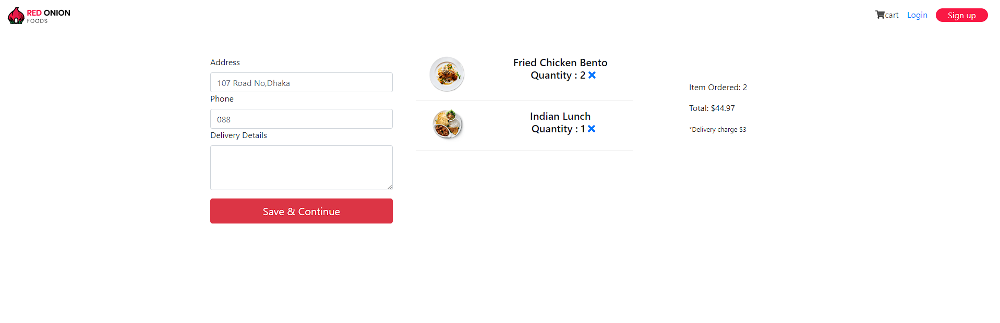 RED ONION
FOODS
cart Login Sign up
Address
107 Road No,Dhaka
Phone
088
Delivery Details
Save & Continue
Fried Chicken Bento
Quantity : 2
Indian Lunch
Quantity : 1
Item Ordered: 2
Total: $44.97
*Delivery charge $3